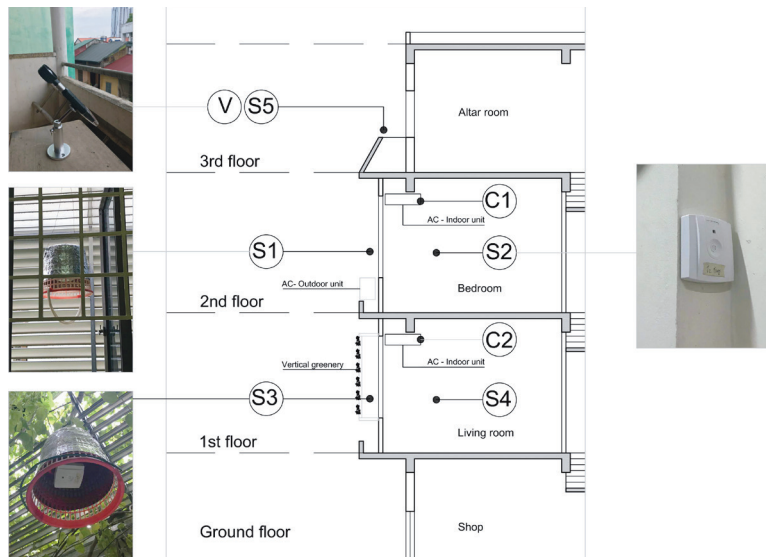 Altar room
V
S5
3rd floor
C1
AC - Indoor unit
S1
S2
AC- Outdoor unit
Bedroom
2nd floor
C2
Vertical greenery
AC - Indoor unit
S3
S4
Living room
1st floor
Ground floor
Shop